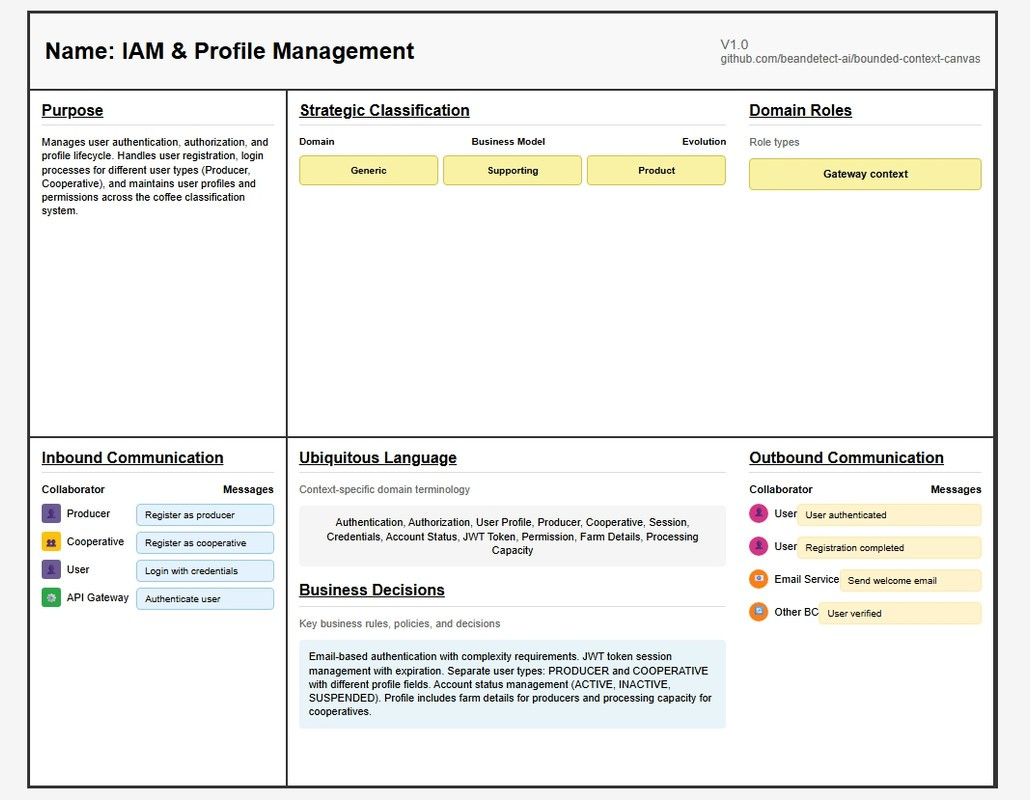 Name: IAM & Profile Management
V1.0
github.com/beandetect-ai/bounded-context-canvas
Purpose
Manages user authentication, authorization, and
profile lifecycle. Handles user registration, login
processes for different user types (Producer,
Cooperative), and maintains user profiles and
permissions across the coffee classification
system.
Strategic Classification
Domain Business Model Evolution
Generic Supporting Product
Domain Roles
Role types
Gateway context
Inbound Communication
Collaborator Messages
Producer Register as producer
Cooperative Register as cooperative
User Login with credentials
API Gateway Authenticate user
Ubiquitous Language
Context-specific domain terminology
Authentication, Authorization, User Profile, Producer, Cooperative, Session,
Credentials, Account Status, JWT Token, Permission, Farm Details, Processing
Capacity
Business Decisions
Key business rules, policies, and decisions
Email-based authentication with complexity requirements. JWT token session
management with expiration. Separate user types: PRODUCER and COOPERATIVE
with different profile fields. Account status management (ACTIVE, INACTIVE,
SUSPENDED). Profile includes farm details for producers and processing capacity for
cooperatives.
Outbound Communication
Collaborator Messages
User User authenticated
User Registration completed
Email Service Send welcome email
Other BC User verified